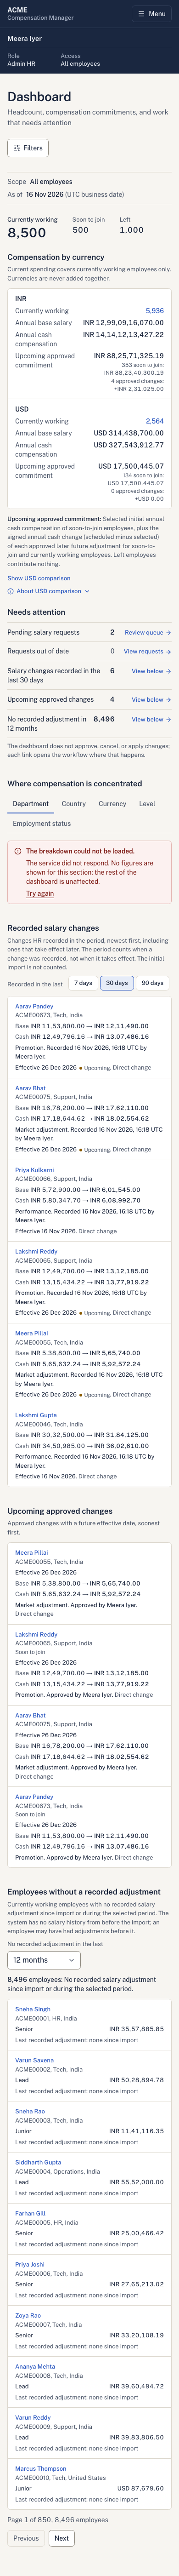 ACME
Compensation Manager
Menu
Meera Iyer
Role
Admin HR
Access
All employees
Dashboard
Headcount, compensation commitments, and work
that needs attention
Filters
Scope All employees
As of 16 Nov 2026 (UTC business date)
Currently working
8,500
Soon to join
500
Left
1,000
Compensation by currency
Current spending covers currently working employees only.
Currencies are never added together.
INR
Currently working 5,936
Annual base salary INR 12,99,09,16,070.00
Annual cash compensation INR 14,14,12,13,427.22
Upcoming approved commitment INR 88,25,71,325.19
353 soon to join:
INR 88,23,40,300.19
4 approved changes:
+INR 2,31,025.00
USD
Currently working 2,564
Annual base salary USD 314,438,700.00
Annual cash compensation USD 327,543,912.77
Upcoming approved commitment USD 17,500,445.07
134 soon to join:
USD 17,500,445.07
0 approved changes:
+USD 0.00
Upcoming approved commitment: Selected initial annual
cash compensation of soon-to-join employees, plus the
signed annual cash change (scheduled minus selected)
of each approved later future adjustment for soon-to-
join and currently working employees. Left employees
contribute nothing.
Show USD comparison
About USD comparison
Needs attention
Pending salary requests 2 Review queue →
Requests out of date 0 View requests →
Salary changes recorded in the last 30 days 6 View below →
Upcoming approved changes 4 View below →
No recorded adjustment in 12 months 8,496 View below →
The dashboard does not approve, cancel, or apply changes;
each link opens the workflow where that happens.
Where compensation is concentrated
Department Country Currency Level
Employment status
The breakdown could not be loaded.
The service did not respond. No figures are
shown for this section; the rest of the
dashboard is unaffected.
Try again
Recorded salary changes
Changes HR recorded in the period, newest first, including
ones that take effect later. The period counts when a
change was recorded, not when it takes effect. The initial
import is not counted.
Recorded in the last 7 days 30 days 90 days
Aarav Pandey
ACME00673, Tech, India
Base INR 11,53,800.00 → INR 12,11,490.00
Cash INR 12,49,796.16 → INR 13,07,486.16
Promotion. Recorded 16 Nov 2026, 16:18 UTC by
Meera Iyer.
Effective 26 Dec 2026 Upcoming. Direct change
Aarav Bhat
ACME00075, Support, India
Base INR 16,78,200.00 → INR 17,62,110.00
Cash INR 17,18,644.62 → INR 18,02,554.62
Market adjustment. Recorded 16 Nov 2026, 16:18 UTC
by Meera Iyer.
Effective 26 Dec 2026 Upcoming. Direct change
Priya Kulkarni
ACME00066, Support, India
Base INR 5,72,900.00 → INR 6,01,545.00
Cash INR 5,80,347.70 → INR 6,08,992.70
Performance. Recorded 16 Nov 2026, 16:18 UTC by
Meera Iyer.
Effective 16 Nov 2026. Direct change
Lakshmi Reddy
ACME00065, Support, India
Base INR 12,49,700.00 → INR 13,12,185.00
Cash INR 13,15,434.22 → INR 13,77,919.22
Promotion. Recorded 16 Nov 2026, 16:18 UTC by
Meera Iyer.
Effective 26 Dec 2026 Upcoming. Direct change
Meera Pillai
ACME00055, Tech, India
Base INR 5,38,800.00 → INR 5,65,740.00
Cash INR 5,65,632.24 → INR 5,92,572.24
Market adjustment. Recorded 16 Nov 2026, 16:18 UTC
by Meera Iyer.
Effective 26 Dec 2026 Upcoming. Direct change
Lakshmi Gupta
ACME00046, Tech, India
Base INR 30,32,500.00 → INR 31,84,125.00
Cash INR 34,50,985.00 → INR 36,02,610.00
Performance. Recorded 16 Nov 2026, 16:18 UTC by
Meera Iyer.
Effective 16 Nov 2026. Direct change
Upcoming approved changes
Approved changes with a future effective date, soonest
first.
Meera Pillai
ACME00055, Tech, India
Effective 26 Dec 2026
Base INR 5,38,800.00 → INR 5,65,740.00
Cash INR 5,65,632.24 → INR 5,92,572.24
Market adjustment. Approved by Meera Iyer.
Direct change
Lakshmi Reddy
ACME00065, Support, India
Soon to join
Effective 26 Dec 2026
Base INR 12,49,700.00 → INR 13,12,185.00
Cash INR 13,15,434.22 → INR 13,77,919.22
Promotion. Approved by Meera Iyer. Direct change
Aarav Bhat
ACME00075, Support, India
Effective 26 Dec 2026
Base INR 16,78,200.00 → INR 17,62,110.00
Cash INR 17,18,644.62 → INR 18,02,554.62
Market adjustment. Approved by Meera Iyer.
Direct change
Aarav Pandey
ACME00673, Tech, India
Soon to join
Effective 26 Dec 2026
Base INR 11,53,800.00 → INR 12,11,490.00
Cash INR 12,49,796.16 → INR 13,07,486.16
Promotion. Approved by Meera Iyer. Direct change
Employees without a recorded adjustment
Currently working employees with no recorded salary
adjustment since import or during the selected period. The
system has no salary history from before the import; an
employee may have had adjustments before it.
No recorded adjustment in the last
12 months
8,496 employees: No recorded salary adjustment
since import or during the selected period.
Sneha Singh
ACME00001, HR, India
Senior INR 35,57,885.85
Last recorded adjustment: none since import
Varun Saxena
ACME00002, Tech, India
Lead INR 50,28,894.78
Last recorded adjustment: none since import
Sneha Rao
ACME00003, Tech, India
Junior INR 11,41,116.35
Last recorded adjustment: none since import
Siddharth Gupta
ACME00004, Operations, India
Lead INR 55,52,000.00
Last recorded adjustment: none since import
Farhan Gill
ACME00005, HR, India
Senior INR 25,00,466.42
Last recorded adjustment: none since import
Priya Joshi
ACME00006, Tech, India
Senior INR 27,65,213.02
Last recorded adjustment: none since import
Zoya Rao
ACME00007, Tech, India
Senior INR 33,20,108.19
Last recorded adjustment: none since import
Ananya Mehta
ACME00008, Tech, India
Lead INR 39,60,494.72
Last recorded adjustment: none since import
Varun Reddy
ACME00009, Support, India
Lead INR 39,83,806.50
Last recorded adjustment: none since import
Marcus Thompson
ACME00010, Tech, United States
Junior USD 87,679.60
Last recorded adjustment: none since import
Page 1 of 850, 8,496 employees
Previous Next